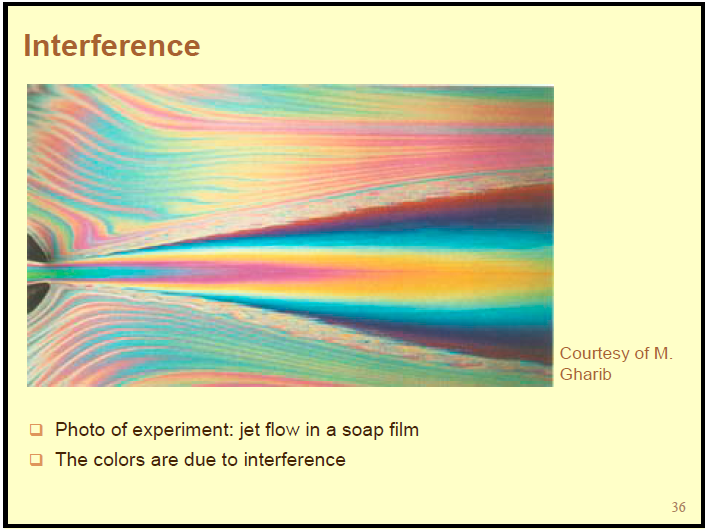 Interference
Courtesy of M.
Gharib
Photo of experiment: jet flow in a soap film
The colors are due to interference
36